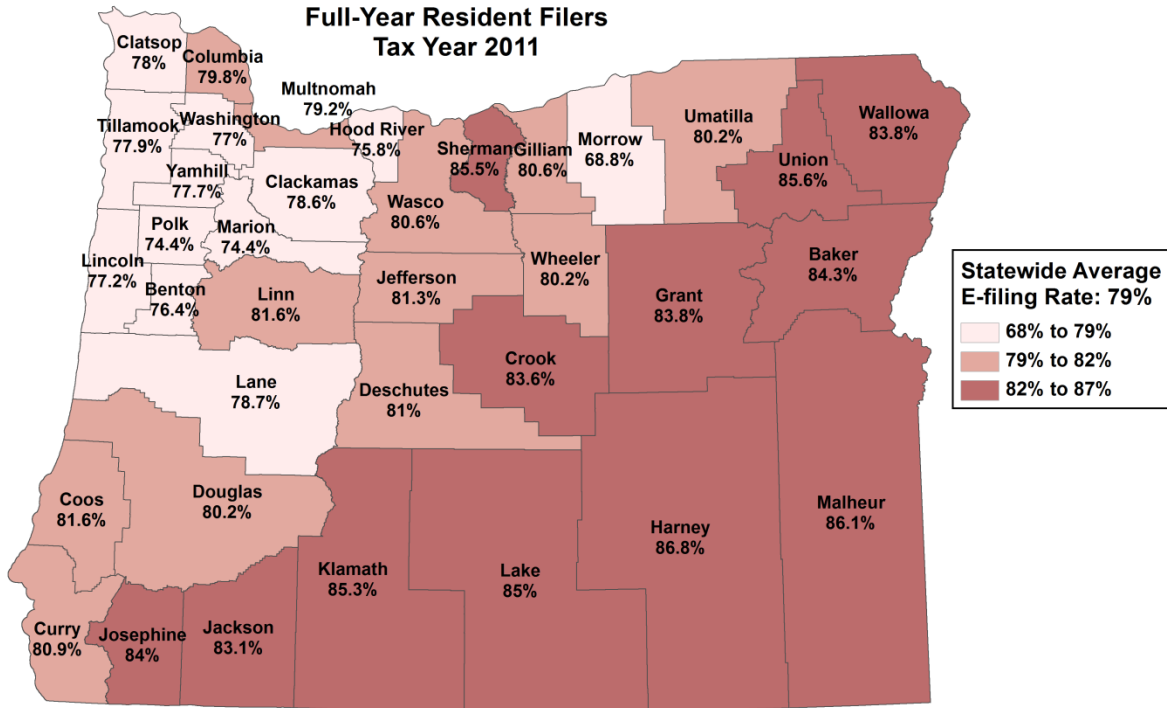 Full-Year Resident Filers
Tax Year 2011
Clatsop
78%
Columbia
79.8%
Multnomah
79.2%
Tillamook
77.9%
Washington
77%
Hood River
75.8%
Sherman
85.5%
Gilliam
80.6%
Morrow
68.8%
Umatilla
80.2%
Union
85.6%
Wallowa
83.8%
Yamhill
77.7%
Clackamas
78.6%
Wasco
80.6%
Polk
74.4%
Marion
74.4%
Lincoln
77.2%
Benton
76.4%
Linn
81.6%
Jefferson
81.3%
Wheeler
80.2%
Grant
83.8%
Baker
84.3%
Crook
83.6%
Lane
78.7%
Deschutes
81%
Coos
81.6%
Douglas
80.2%
Klamath
85.3%
Lake
85%
Harney
86.8%
Malheur
86.1%
Curry
80.9%
Josephine
84%
Jackson
83.1%
Statewide Average
E-filing Rate: 79%
68% to 79%
79% to 82%
82% to 87%